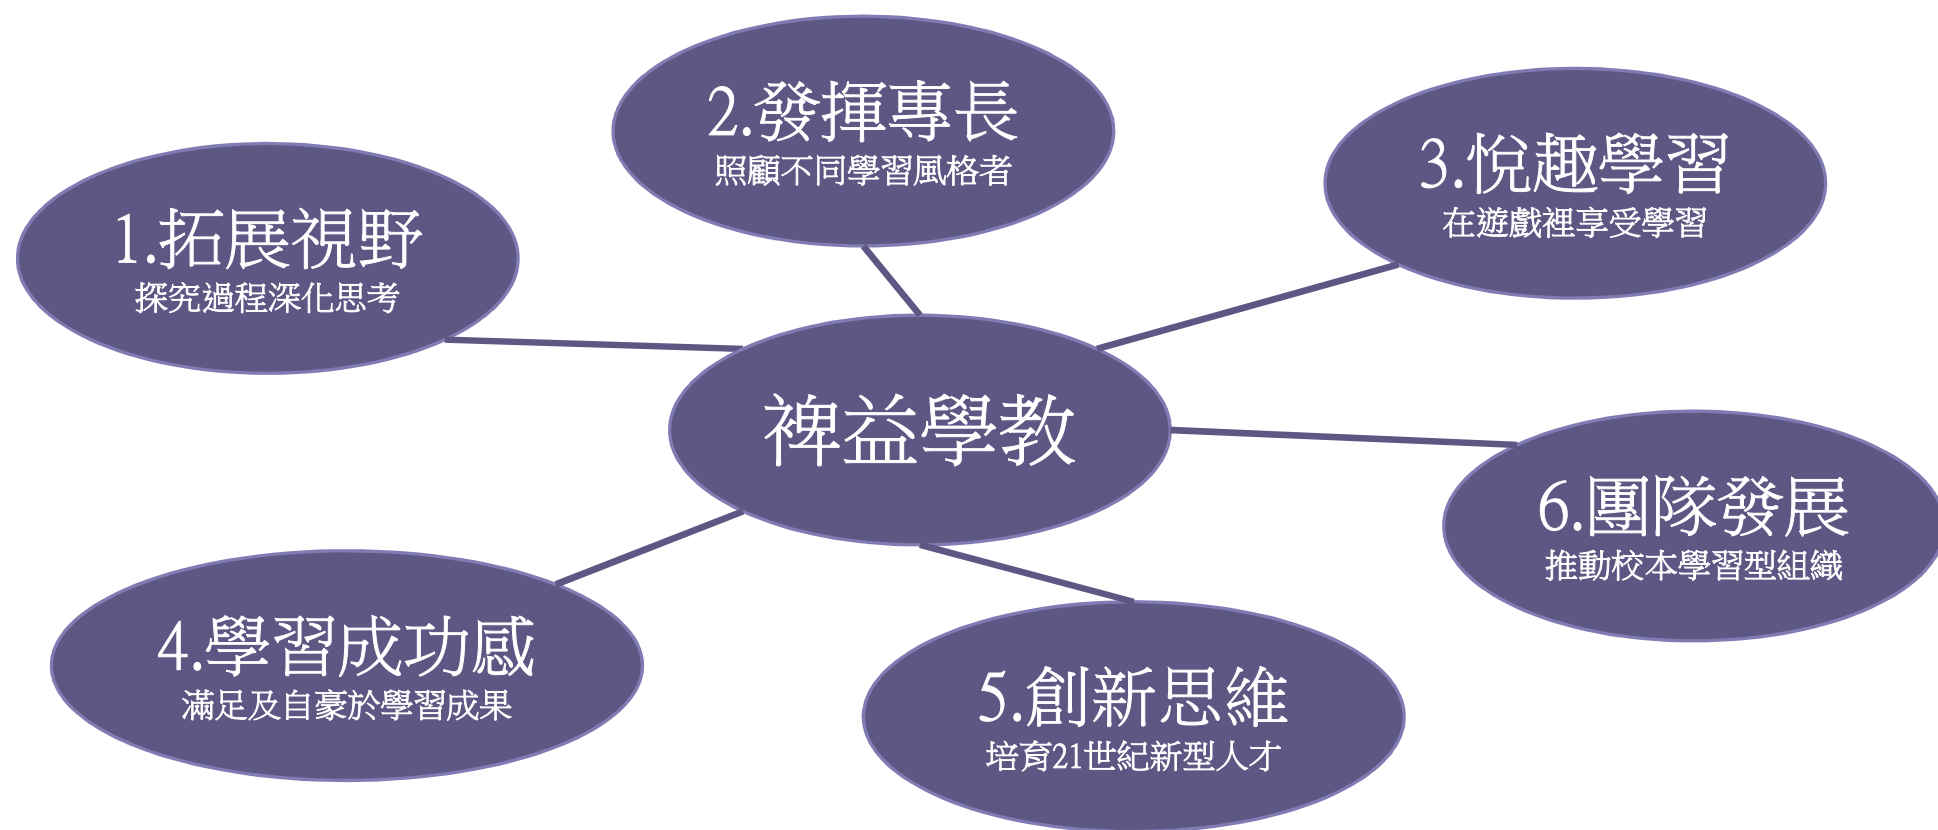 1.拓展視野
探究過程深化思考
2.發揮專長
照顧不同學習風格者
3.悅趣學習
在遊戲裡享受學習
裨益學教
4.學習成功感
滿足及自豪於學習成果
5.創新思維
培育21世紀新型人才
6.團隊發展
推動校本學習型組織